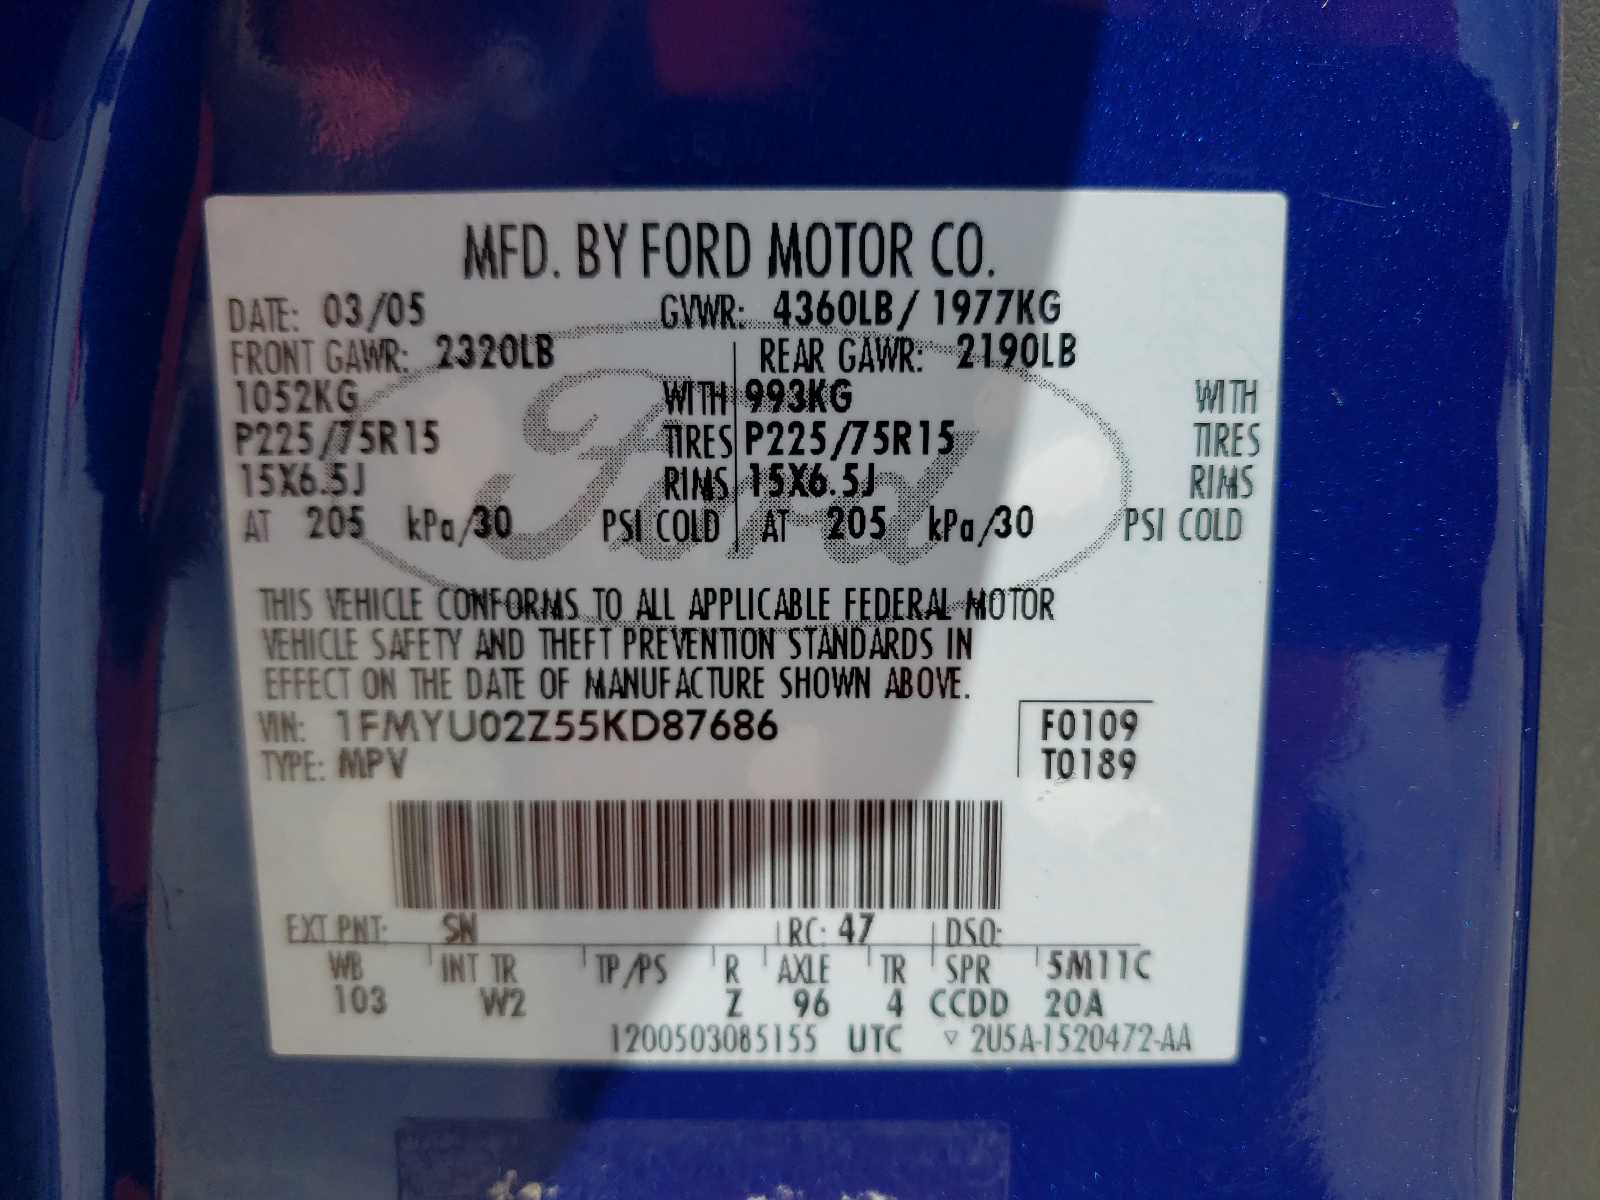 MFD. BY FORD MOTOR CO.
DATE: 03/05 GVWR: 4360LB/ 1977KG
FRONT GAWR: 2320LB REAR GAWR: 2190LB
1052KG WITH 993KG WITH
P225/75R15 TIRES P225/75R15 TIRES
15X6.5J RIMS 15X6.5J RIMS
AT 205 kPa/30 PSI COLD AT 205 kPa/30 PSI COLD
Ford
THIS VEHICLE CONFORMS TO ALL APPLICABLE FEDERAL MOTOR
VEHICLE SAFETY AND THEFT PREVENTION STANDARDS IN
EFFECT ON THE DATE OF MANUFACTURE SHOWN ABOVE.
VIN: 1FMYU02Z55KD87686 F0109
TYPE: MPV T0189
EXT PNT: SN RC: 47 DSO:
WB INT TR TP/PS R AXLE TR SPR 5M11C
103 W2 Z 96 4 CCDD 20A
1200503085155 UTC ▽ 2U5A-1520472-AA